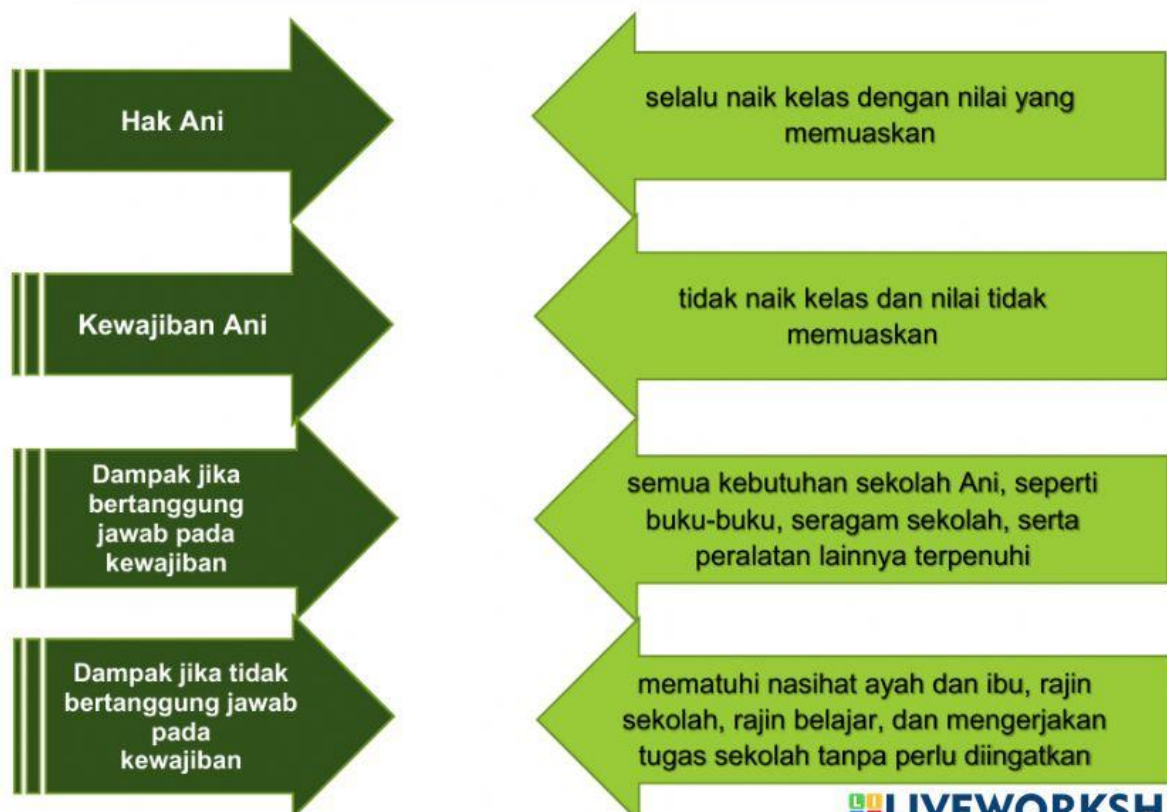 Hak Ani
selalu naik kelas dengan nilai yang
memuaskan
Kewajiban Ani
tidak naik kelas dan nilai tidak
memuaskan
Dampak jika
bertanggung
jawab pada
kewajiban
semua kebutuhan sekolah Ani, seperti
buku-buku, seragam sekolah, serta
peralatan lainnya terpenuhi
Dampak jika tidak
bertanggung jawab
pada
kewajiban
mematuhi nasihat ayah dan ibu, rajin
sekolah, rajin belajar, dan mengerjakan
tugas sekolah tanpa perlu diingatkan
LIVEWORKSH